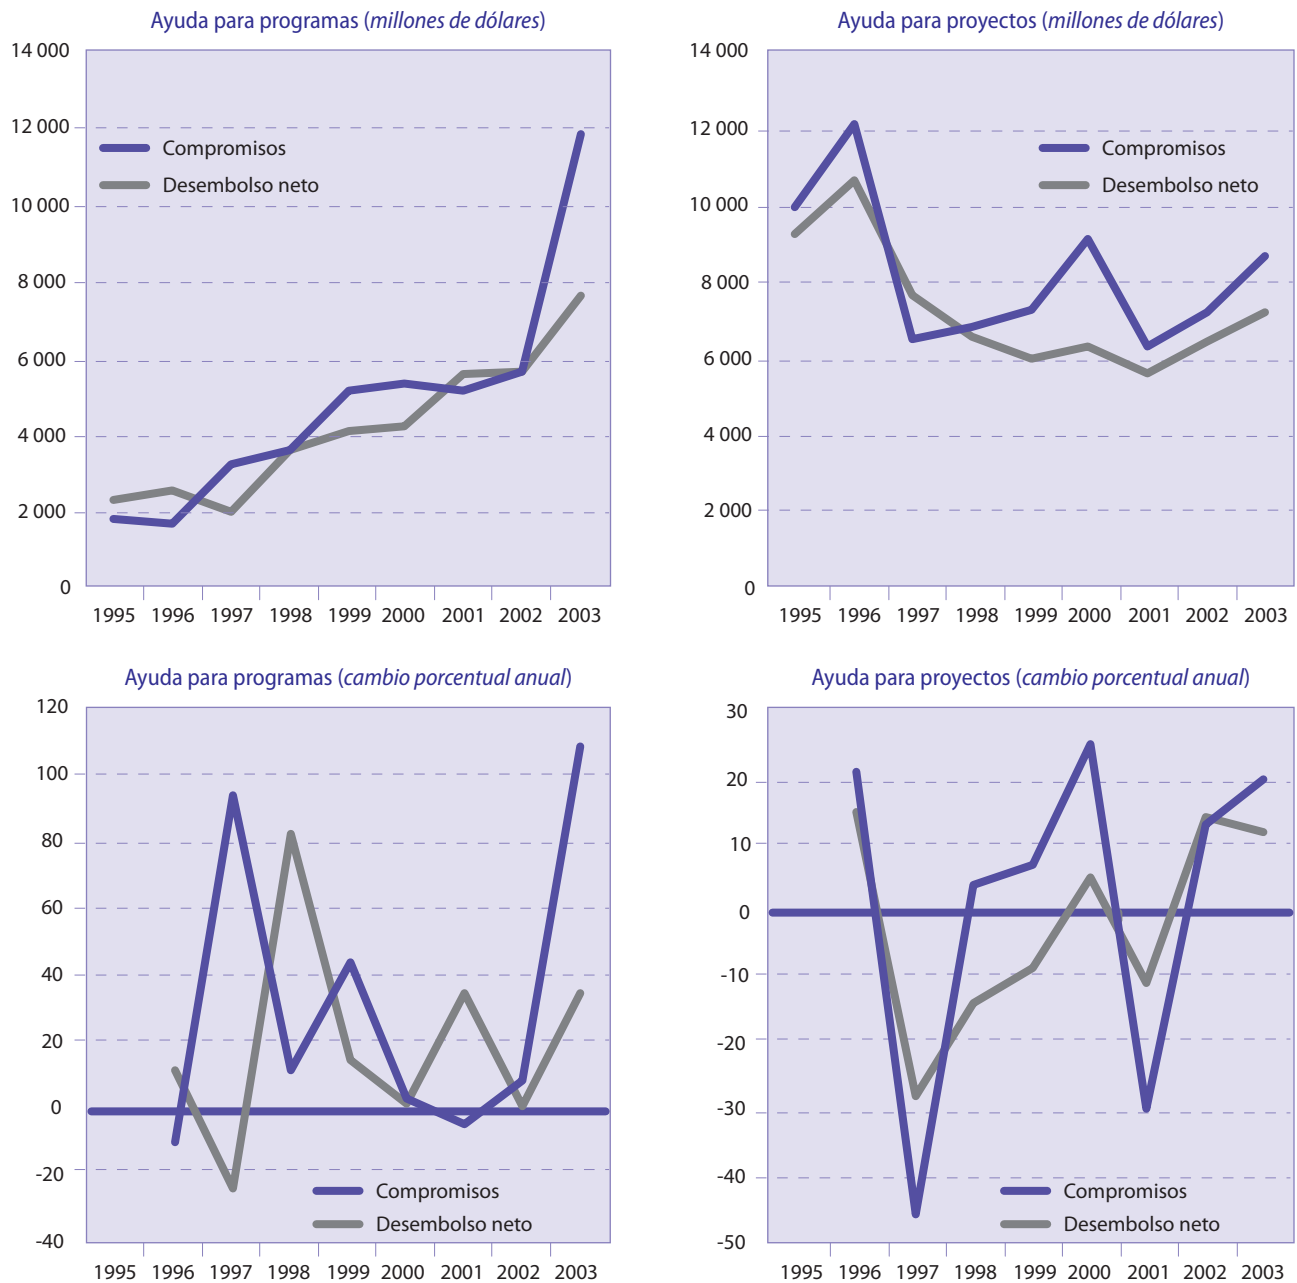 Ayuda para programas (millones de dólares)
14 000
12 000
10 000
8 000
6 000
4 000
2 000
0
Compromisos
Desembolso neto
1995 1996 1997 1998 1999 2000 2001 2002 2003
Ayuda para proyectos (millones de dólares)
14 000
12 000
10 000
8 000
6 000
4 000
2 000
0
Compromisos
Desembolso neto
1995 1996 1997 1998 1999 2000 2001 2002 2003
Ayuda para programas (cambio porcentual anual)
120
100
80
60
40
20
0
-20
-40
Compromisos
Desembolso neto
1995 1996 1997 1998 1999 2000 2001 2002 2003
Ayuda para proyectos (cambio porcentual anual)
30
20
10
0
-10
-20
-30
-40
-50
Compromisos
Desembolso neto
1995 1996 1997 1998 1999 2000 2001 2002 2003